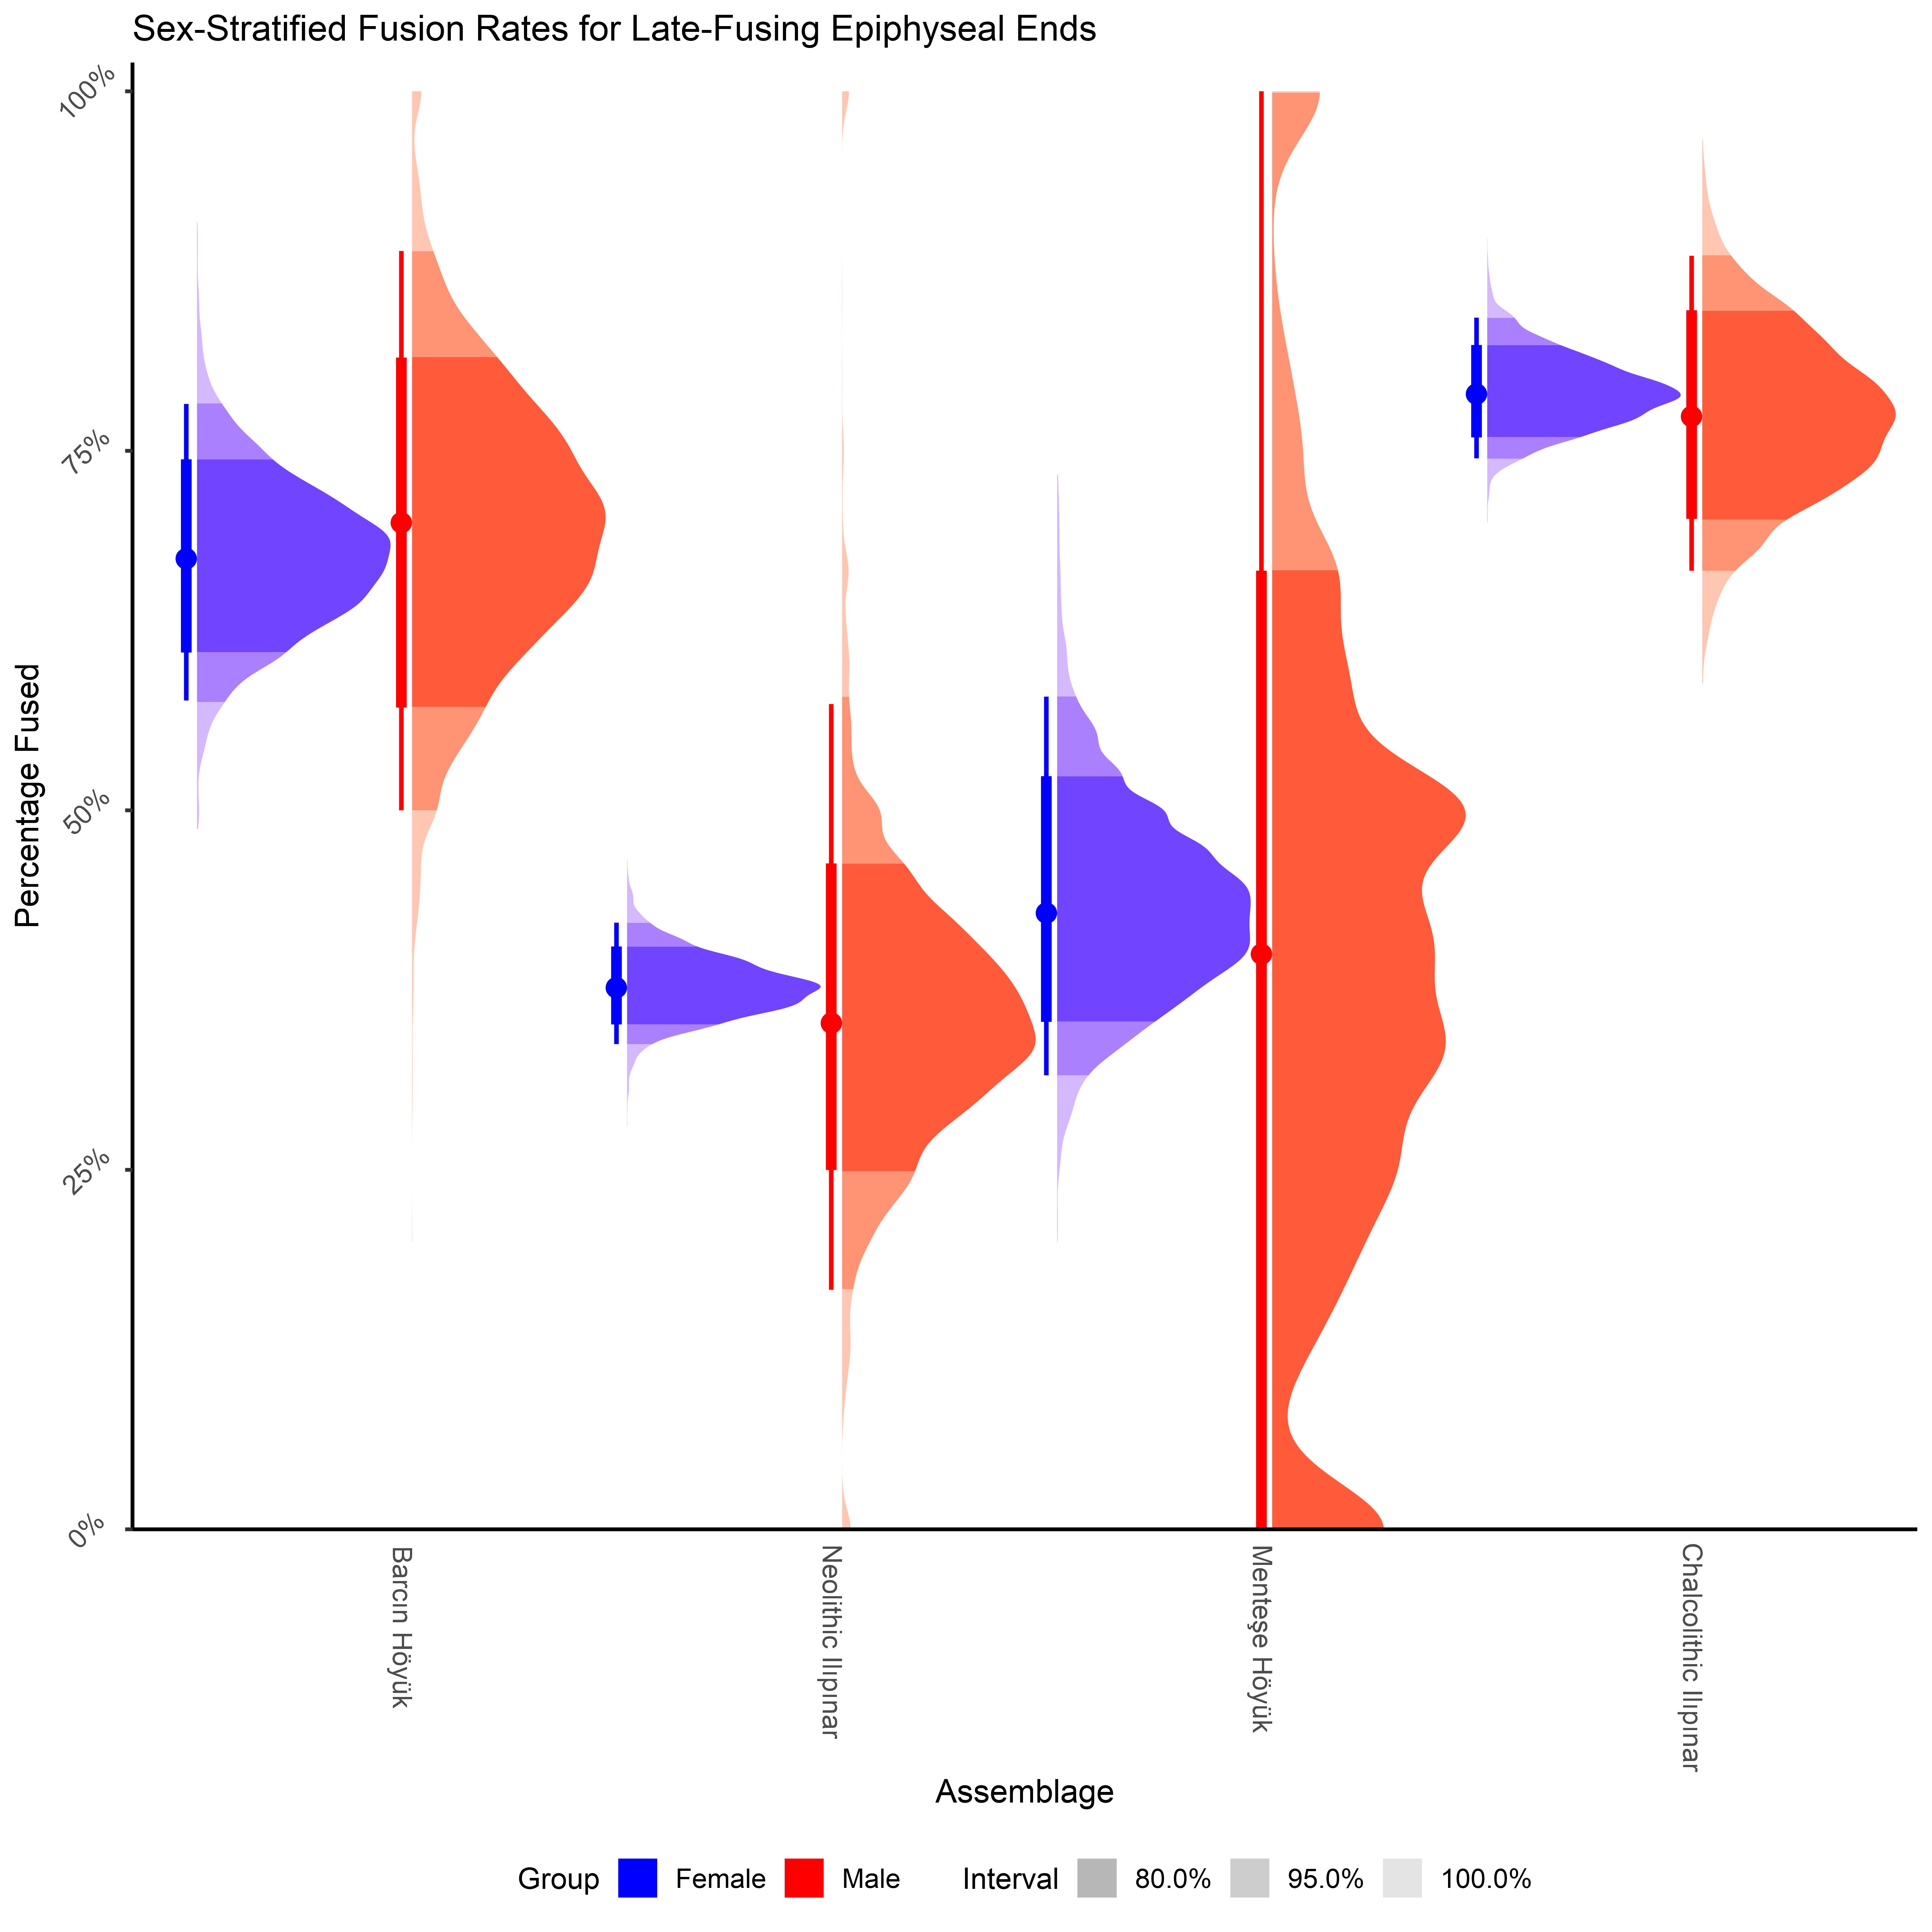 Sex-Stratified Fusion Rates for Late-Fusing Epiphyseal Ends
Percentage Fused
100%
75%
50%
25%
0%
Barcın Höyük
Neolithic Ilıpınar
Menteşe Höyük
Chalcolithic Ilıpınar
Assemblage
Group Female Male Interval 80.0% 95.0% 100.0%